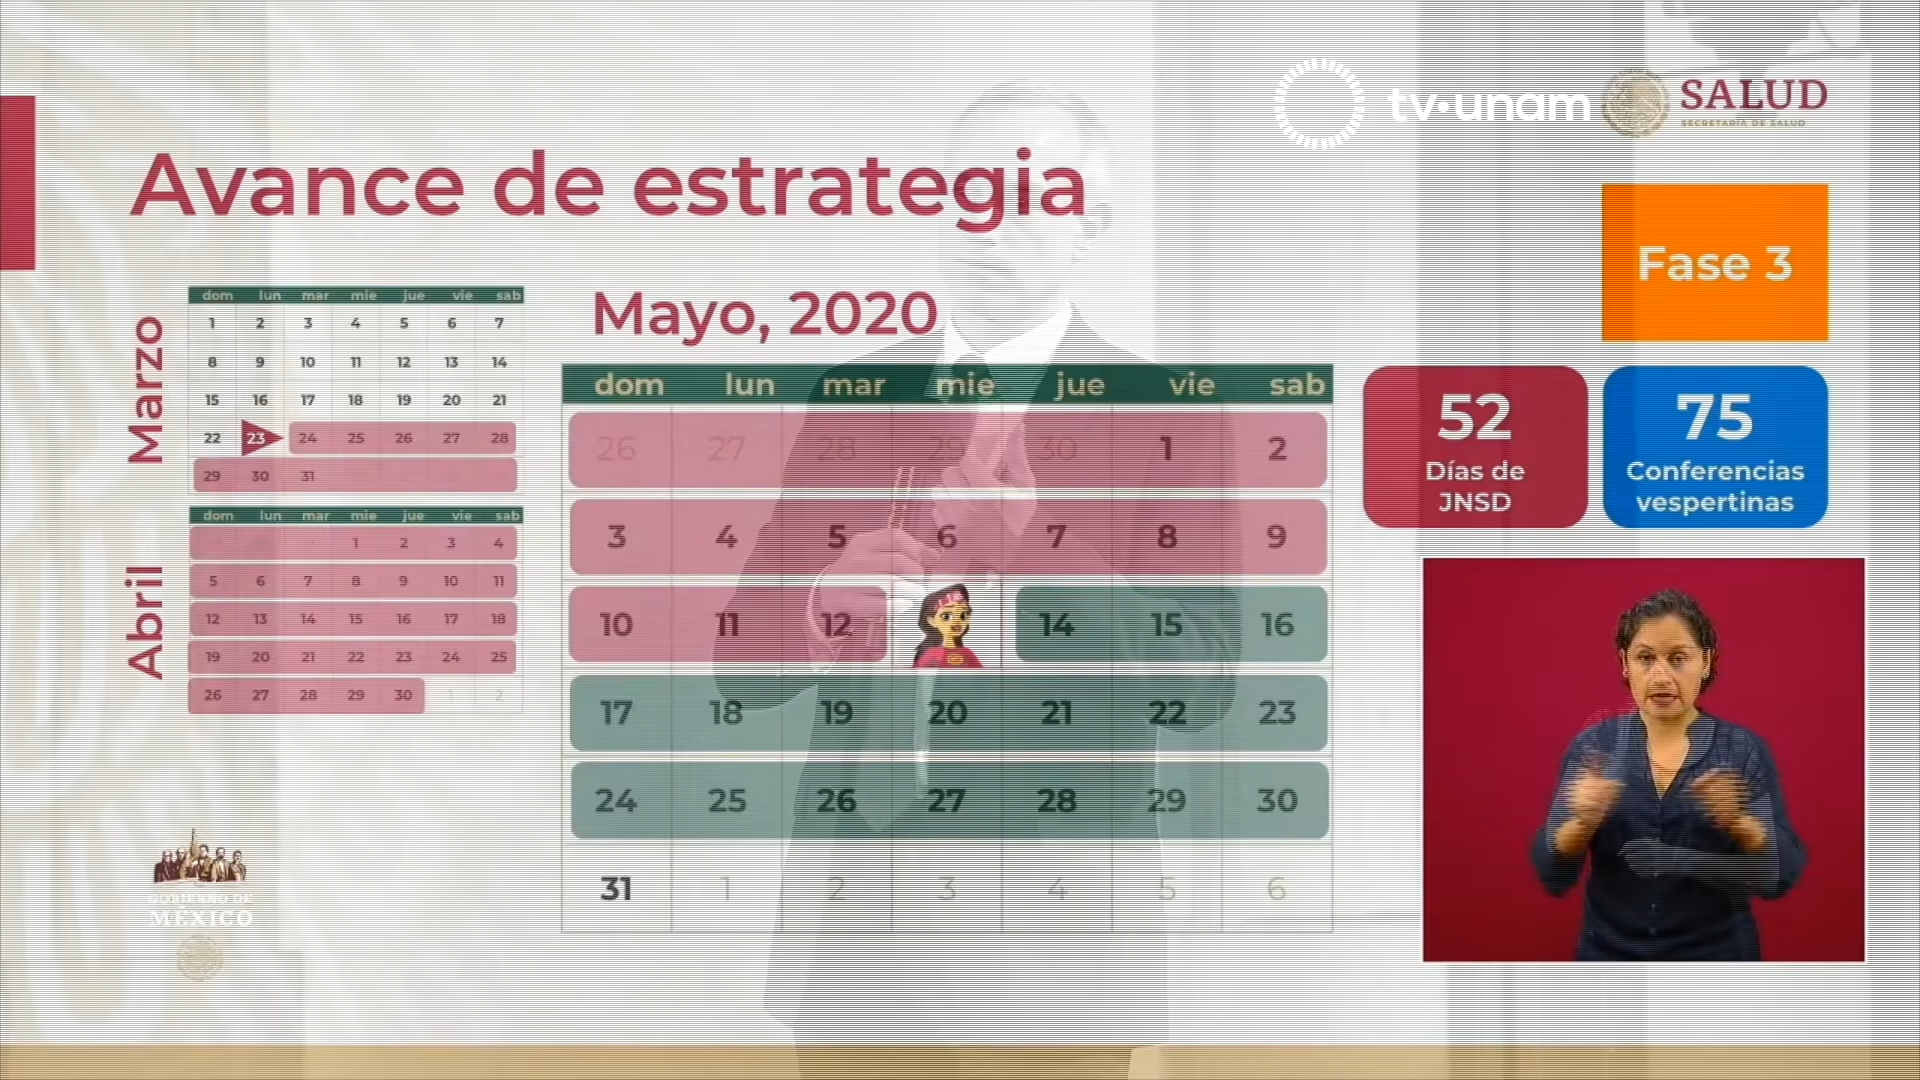 tv·unam
SALUD
SECRETARÍA DE SALUD
Avance de estrategia
Fase 3
Marzo
dom lun mar mie jue vie sab
1 2 3 4 5 6 7
8 9 10 11 12 13 14
15 16 17 18 19 20 21
22 23 24 25 26 27 28
29 30 31
Abril
dom lun mar mie jue vie sab
1 2 3 4
5 6 7 8 9 10 11
12 13 14 15 16 17 18
19 20 21 22 23 24 25
26 27 28 29 30 1 2
Mayo, 2020
dom lun mar mie jue vie sab
26 27 28 29 30 1 2
3 4 5 6 7 8 9
10 11 12 14 15 16
17 18 19 20 21 22 23
24 25 26 27 28 29 30
31 1 2 3 4 5 6
52
Días de
JNSD
75
Conferencias
vespertinas
GOBIERNO DE
MÉXICO